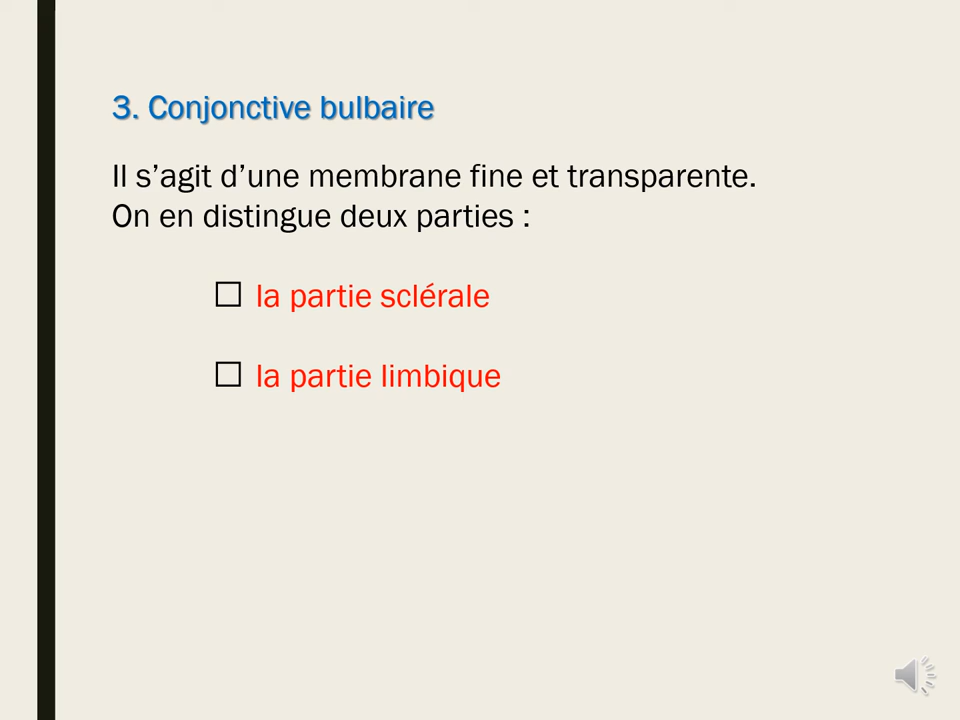 3. Conjonctive bulbaire
Il s’agit d’une membrane fine et transparente.
On en distingue deux parties :
☐ la partie sclérale
☐ la partie limbique